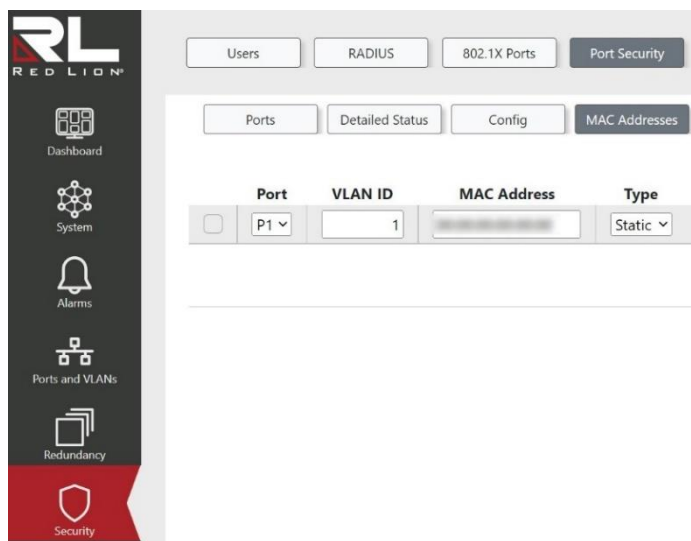 RL
RED LION®
Users RADIUS 802.1X Ports Port Security
Ports Detailed Status Config MAC Addresses
Dashboard
System
Alarms
Ports and VLANs
Redundancy
Security
Port VLAN ID MAC Address Type
P1 1 Static